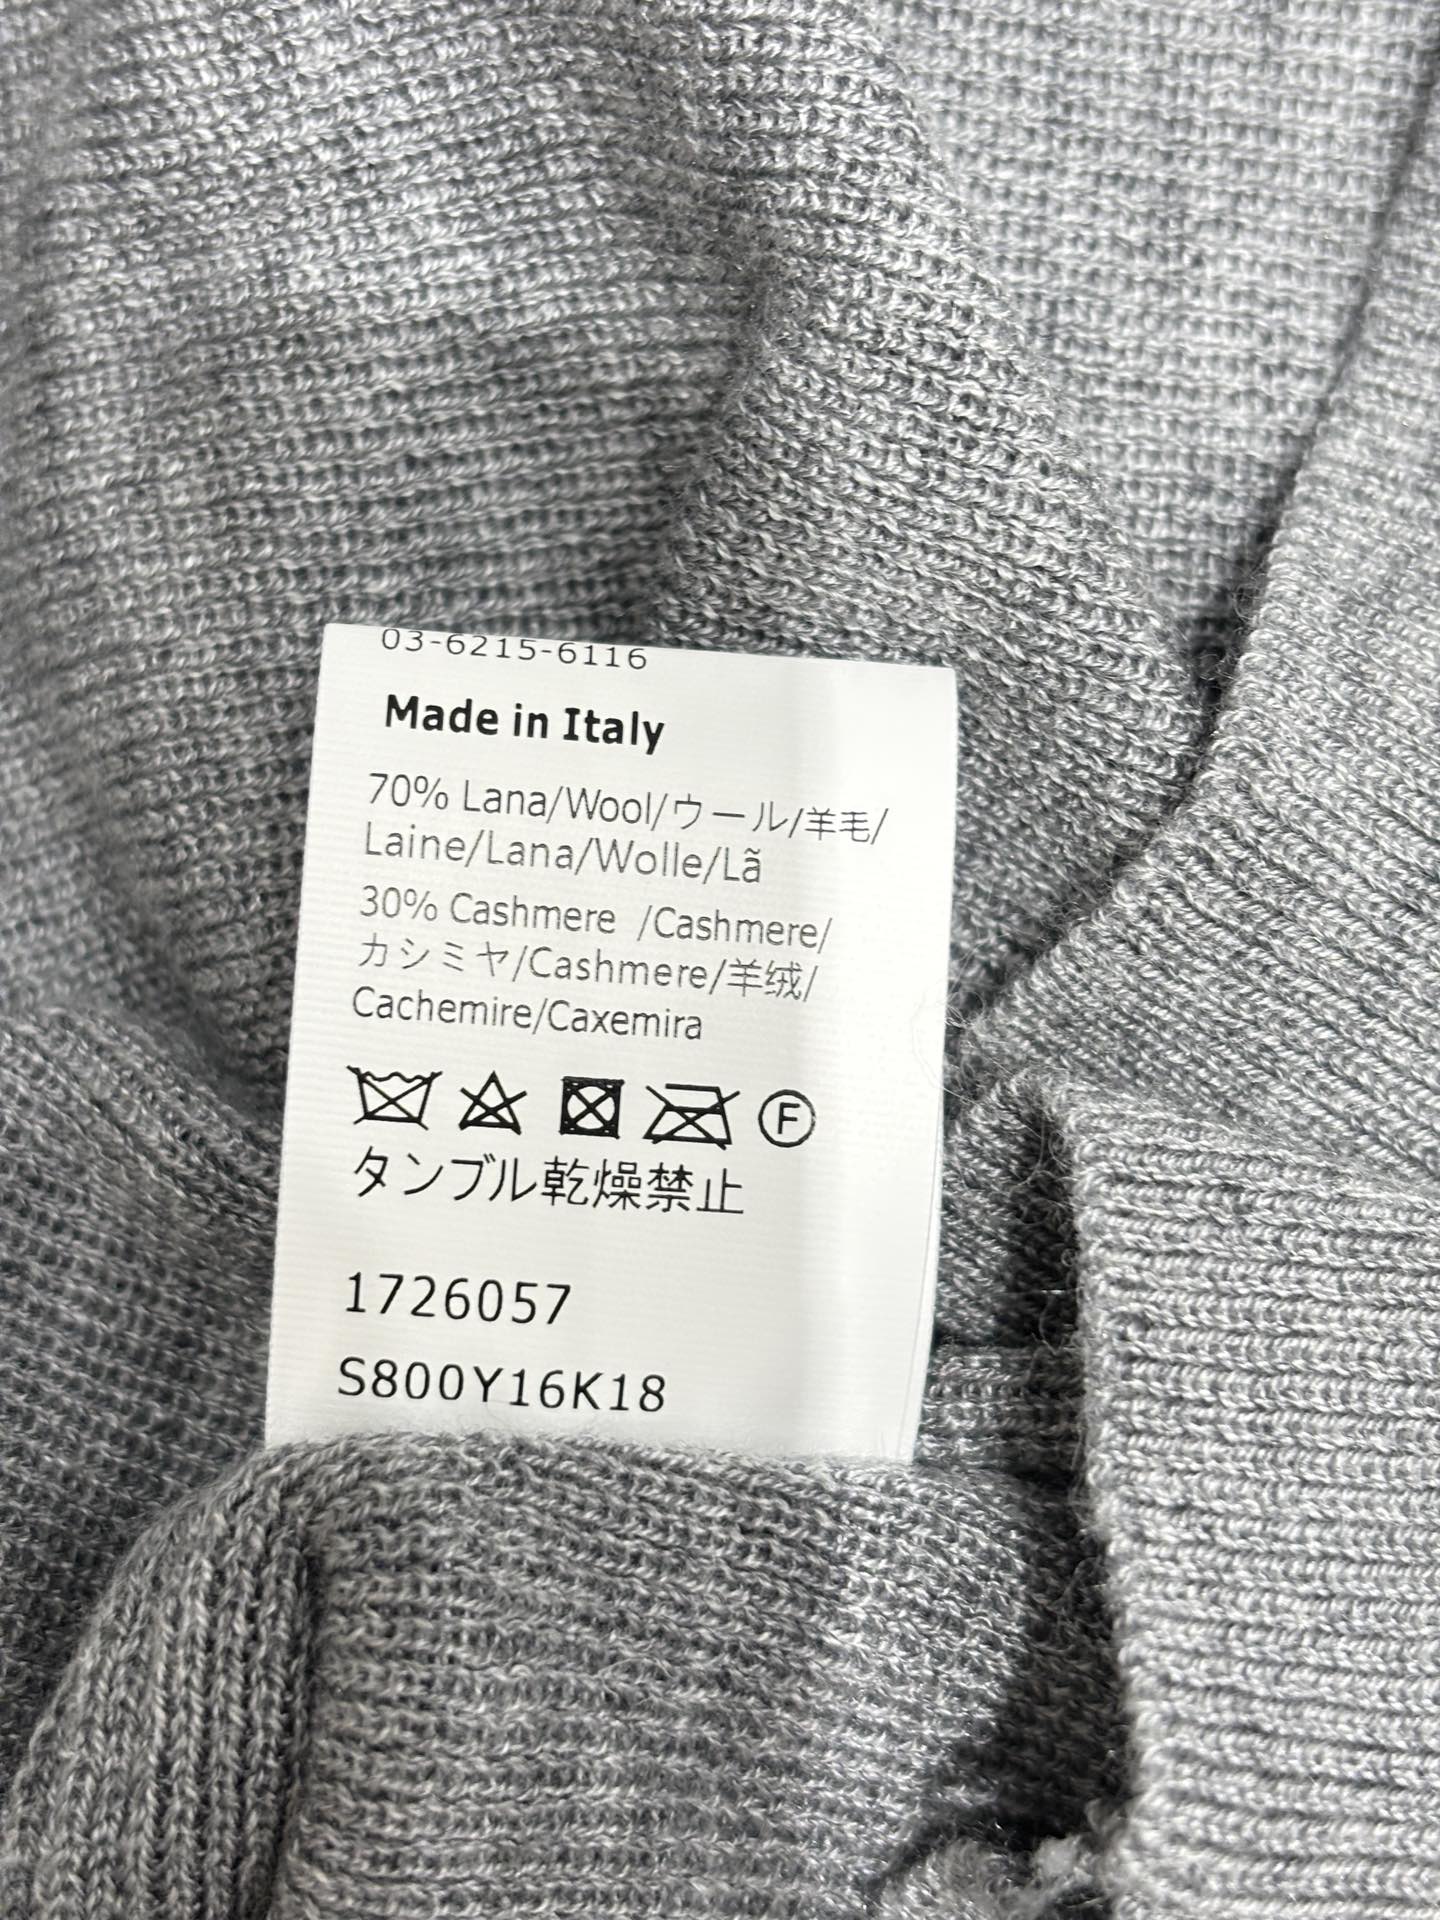 03-6215-6116
Made in Italy
70% Lana/Wool/ウール/羊毛/
Laine/Lana/Wolle/Lã
30% Cashmere /Cashmere/
カシミヤ/Cashmere/羊绒/
Cachemire/Caxemira
F
タンブル乾燥禁止
1726057
S800Y16K18